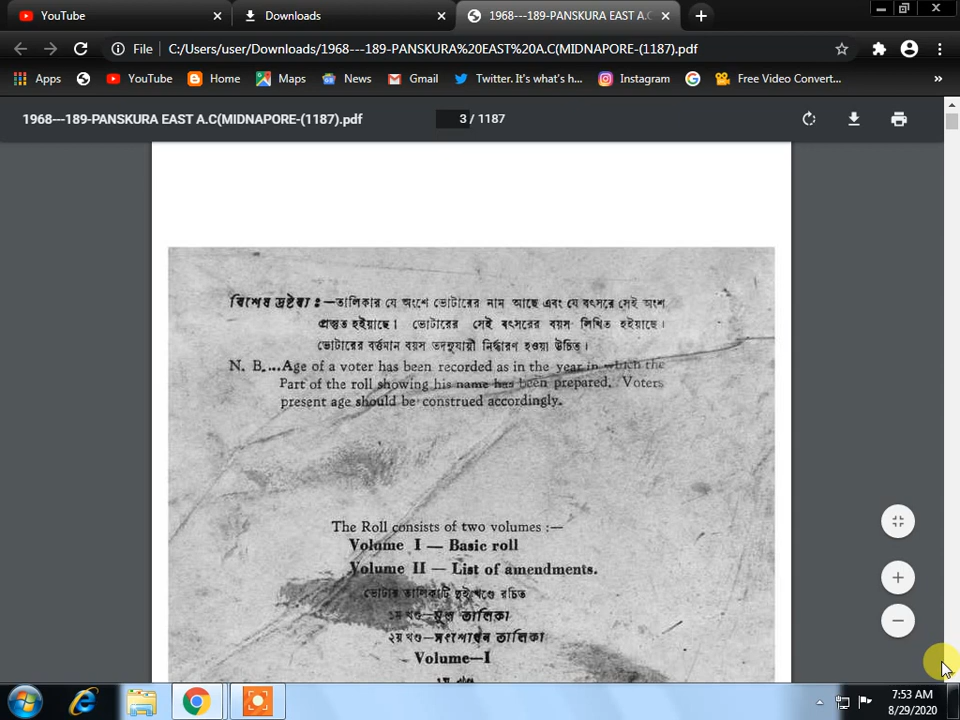 YouTube
Downloads
1968---189-PANSKURA EAST A.C
File
C:/Users/user/Downloads/1968---189-PANSKURA%20EAST%20A.C(MIDNAPORE-(1187).pdf
Apps
YouTube
Home
Maps
News
Gmail
Twitter. It's what's h...
Instagram
Free Video Convert...
»
1968---189-PANSKURA EAST A.C(MIDNAPORE-(1187).pdf
3 / 1187
বিশেষ দ্রষ্টব্য :—তালিকার যে অংশে ভোটারের নাম আছে এবং যে বৎসরে সেই অংশ
প্রস্তুত হইয়াছে। ভোটারের সেই বৎসরের বয়স লিখিত হইয়াছে।
ভোটারের বর্ত্তমান বয়স তদনুযায়ী নির্দ্ধারণ হওয়া উচিত।
N. B....Age of a voter has been recorded as in the year in which the
Part of the roll showing his name has been prepared. Voters
present age should be construed accordingly.
The Roll consists of two volumes :—
Volume I — Basic roll
Volume II — List of amendments.
ভোটার তালিকাটি দুই খণ্ডে রচিত
১ম খণ্ড—মূল তালিকা
২য় খণ্ড—সংশোধন তালিকা
Volume—I
7:53 AM
8/29/2020